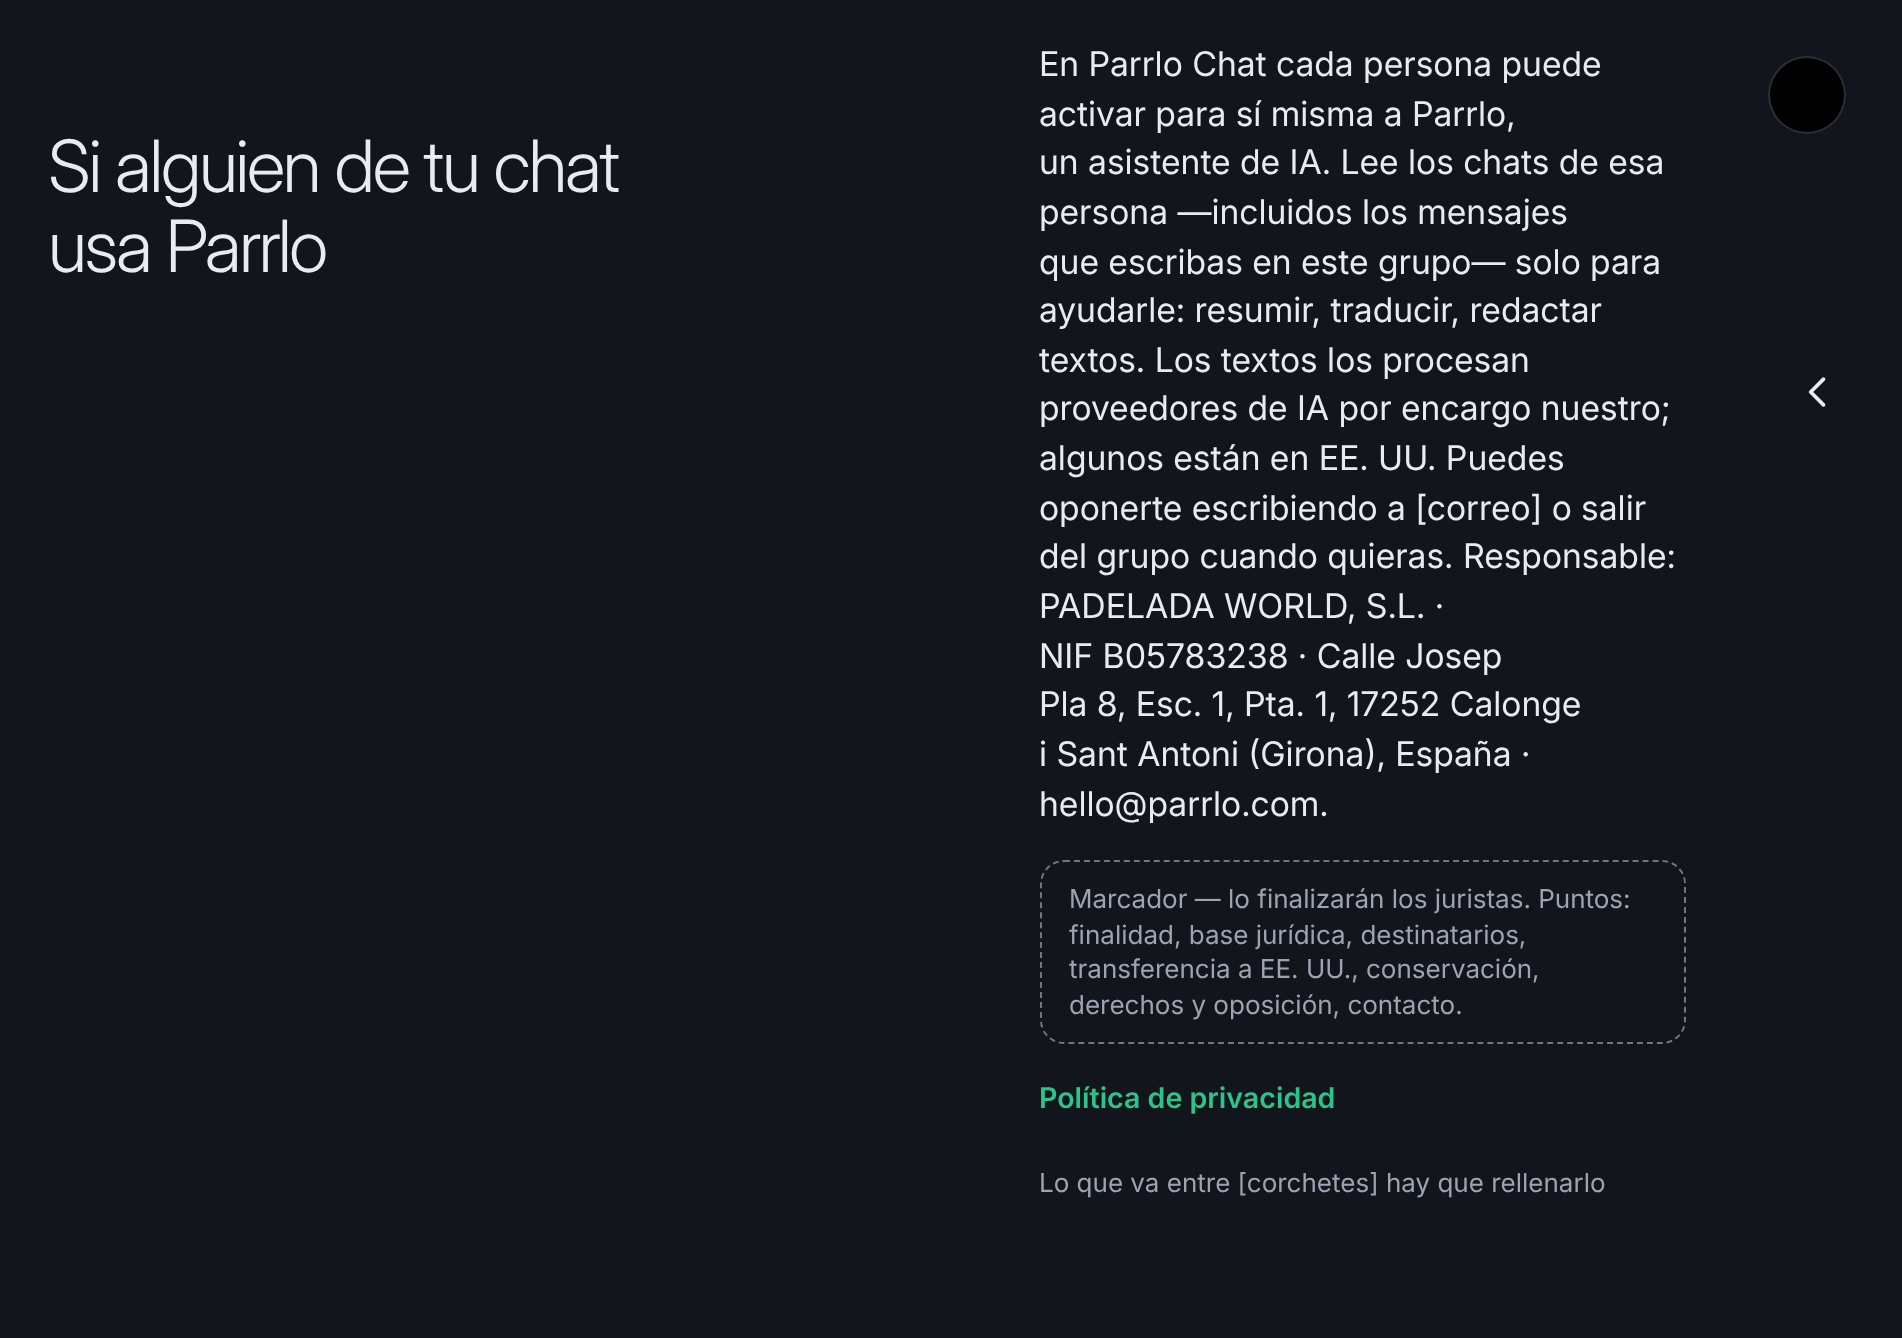 Si alguien de tu chat
usa Parrlo
En Parrlo Chat cada persona puede
activar para sí misma a Parrlo,
un asistente de IA. Lee los chats de esa
persona —incluidos los mensajes
que escribas en este grupo— solo para
ayudarle: resumir, traducir, redactar
textos. Los textos los procesan
proveedores de IA por encargo nuestro;
algunos están en EE. UU. Puedes
oponerte escribiendo a [correo] o salir
del grupo cuando quieras. Responsable:
PADELADA WORLD, S.L. ·
NIF B05783238 · Calle Josep
Pla 8, Esc. 1, Pta. 1, 17252 Calonge
i Sant Antoni (Girona), España ·
hello@parrlo.com.
Marcador — lo finalizarán los juristas. Puntos:
finalidad, base jurídica, destinatarios,
transferencia a EE. UU., conservación,
derechos y oposición, contacto.
Política de privacidad
Lo que va entre [corchetes] hay que rellenarlo